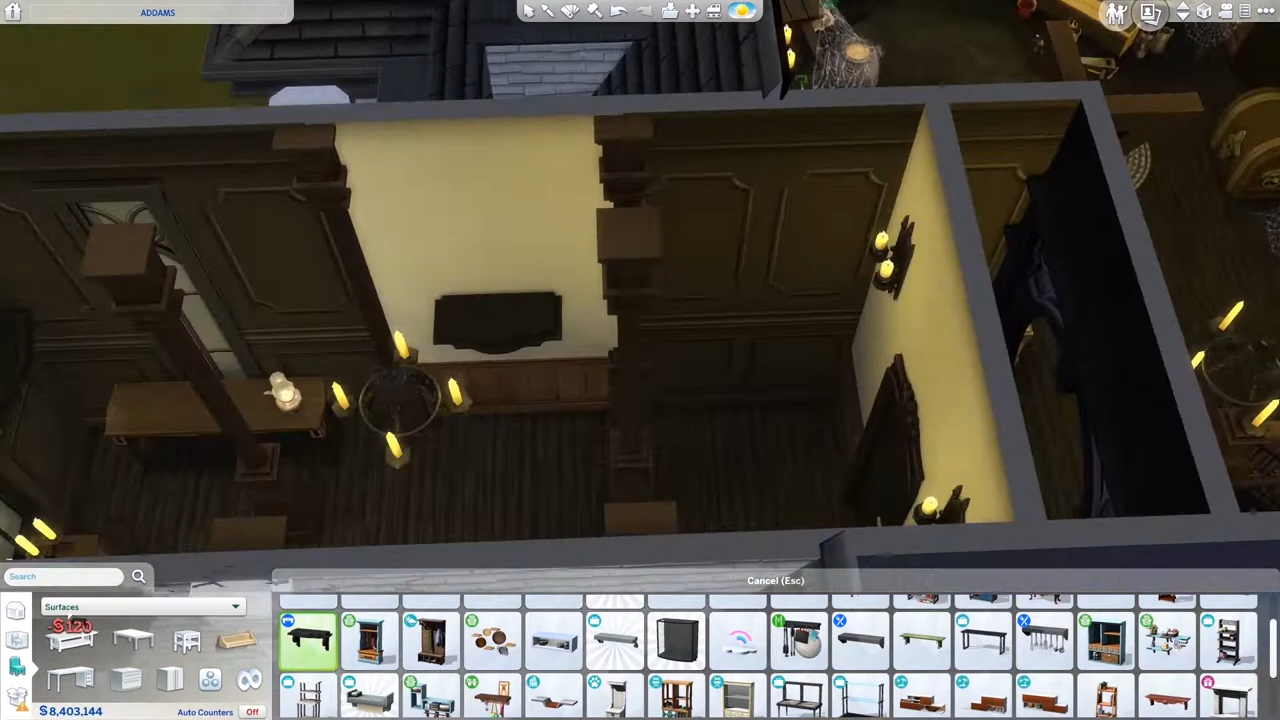 ADDAMS
Cancel (Esc)
Search
Surfaces
$120
$8,403,144
Auto Counters
Off